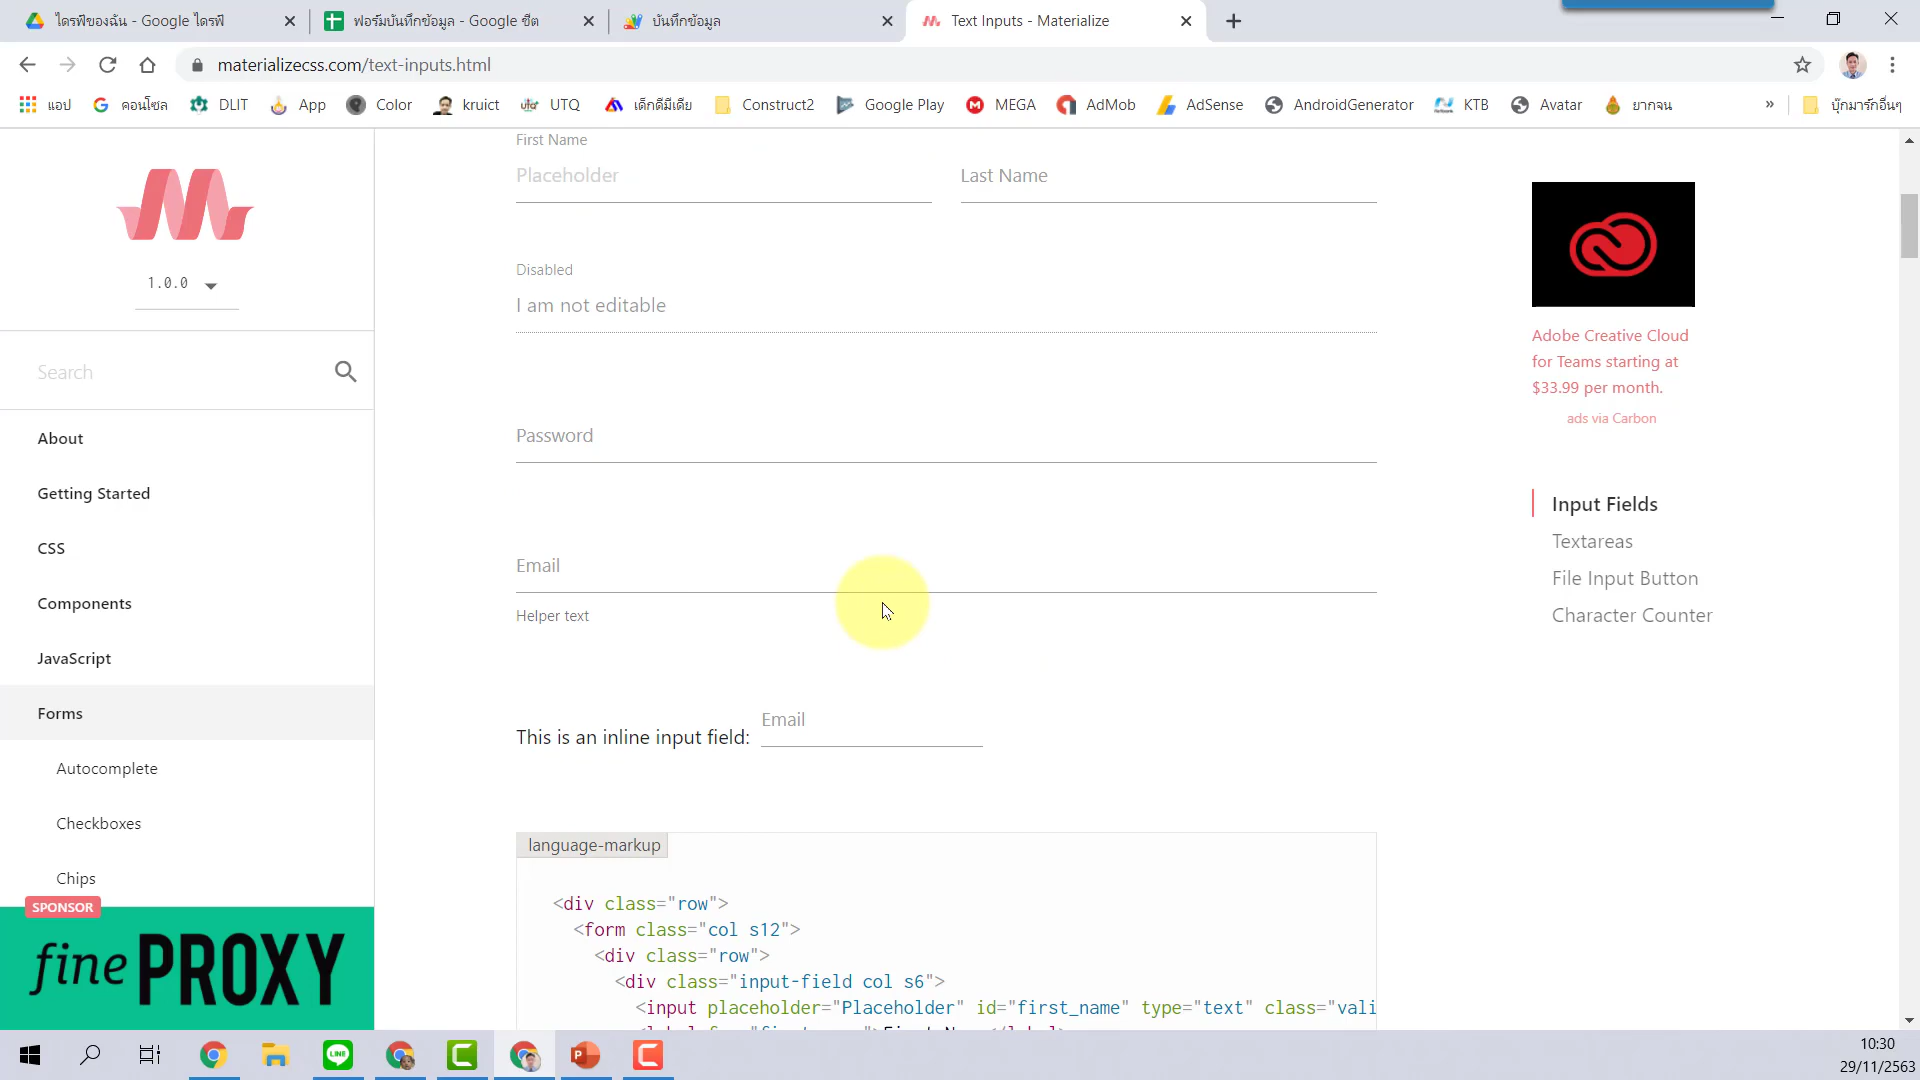 ไดรฟ์ของฉัน - Google ไดรฟ์
ฟอร์มบันทึกข้อมูล - Google ชีต
บันทึกข้อมูล
Text Inputs - Materialize
materializecss.com/text-inputs.html
แอป
คอนโซล
DLIT
App
Color
kruict
UTQ
เด็กดีมีเดีย
Construct2
Google Play
MEGA
AdMob
AdSense
AndroidGenerator
KTB
Avatar
ยากจน
»
บุ๊กมาร์กอื่นๆ
1.0.0
Search
About
Getting Started
CSS
Components
JavaScript
Forms
Autocomplete
Checkboxes
Chips
SPONSOR
fine PROXY
First Name
Placeholder
Last Name
Disabled
I am not editable
Password
Email
Helper text
This is an inline input field:
Email
language-markup
<div class="row">
<form class="col s12">
<div class="row">
<div class="input-field col s6">
<input placeholder="Placeholder" id="first_name" type="text" class="vali
Adobe Creative Cloud
for Teams starting at
$33.99 per month.
ads via Carbon
Input Fields
Textareas
File Input Button
Character Counter
LINE
10:30
29/11/2563